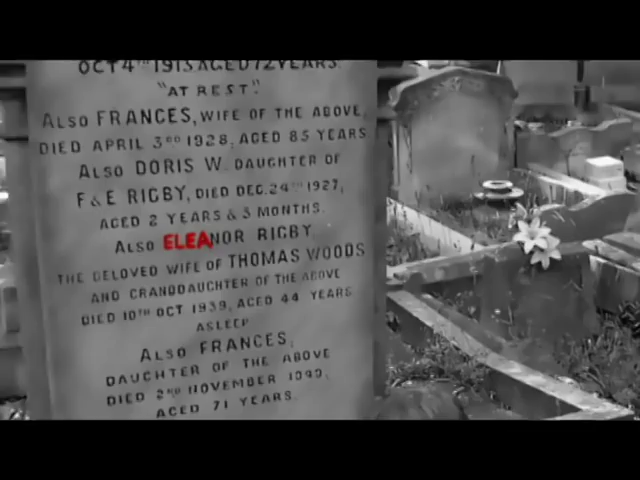 OCT 4TH 1915 AGED 72 YEARS.
"AT REST."
ALSO FRANCES, WIFE OF THE ABOVE,
DIED APRIL 3RD 1928, AGED 85 YEARS
ALSO DORIS W. DAUGHTER OF
F & E RIGBY, DIED DEC. 24TH 1927,
AGED 2 YEARS & 3 MONTHS.
ALSO ELEANOR RIGBY,
THE BELOVED WIFE OF THOMAS WOODS
AND GRANDDAUGHTER OF THE ABOVE
DIED 10TH OCT 1939, AGED 44 YEARS
ASLEEP
ALSO FRANCES,
DAUGHTER OF THE ABOVE
DIED 2ND NOVEMBER
AGED 71 YEARS.